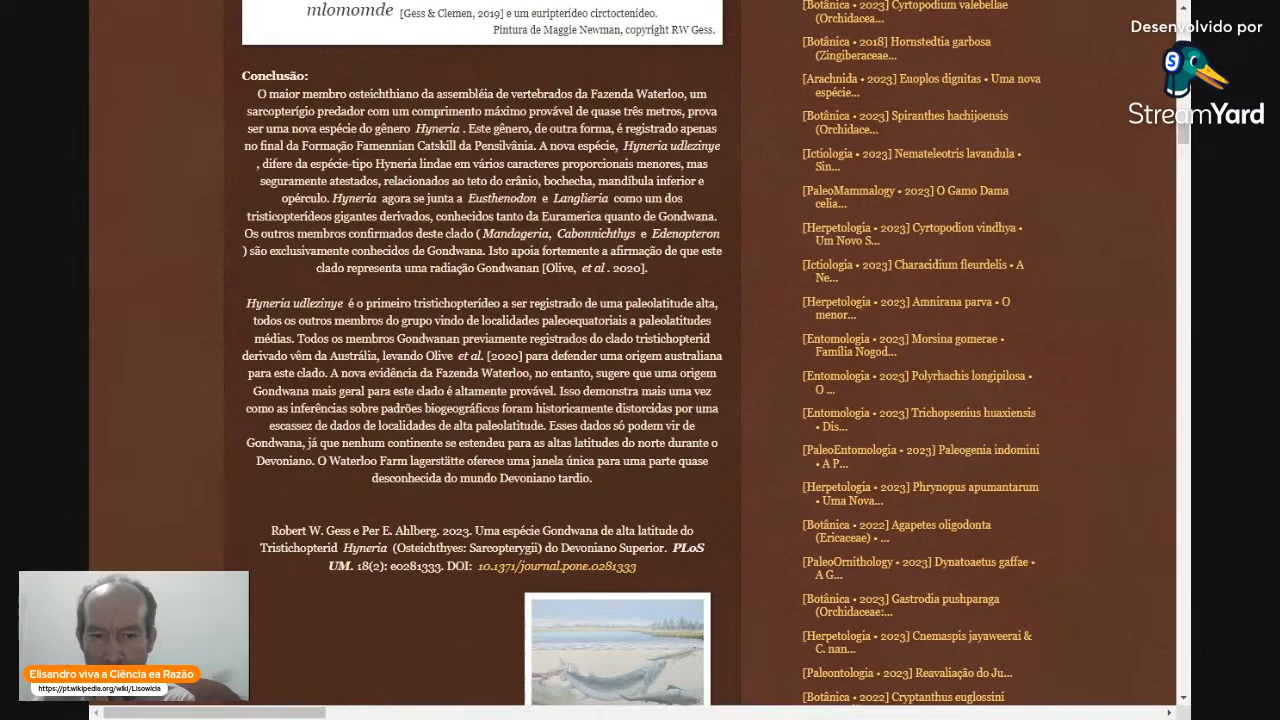 mlomomde [Gess & Clemen, 2019] e um euripterídeo circtoctenídeo.
Pintura de Maggie Newman, copyright RW Gess.
Conclusão:
O maior membro osteichthiano da assembléia de vertebrados da Fazenda Waterloo, um
sarcopterígio predador com um comprimento máximo provável de quase três metros, prova
ser uma nova espécie do gênero Hyneria . Este gênero, de outra forma, é registrado apenas
no final da Formação Famennian Catskill da Pensilvânia. A nova espécie, Hyneria udlezinye
, difere da espécie-tipo Hyneria lindae em vários caracteres proporcionais menores, mas
seguramente atestados, relacionados ao teto do crânio, bochecha, mandíbula inferior e
opérculo. Hyneria agora se junta a Eusthenodon e Langlieria como um dos
tristicopterídeos gigantes derivados, conhecidos tanto da Euramerica quanto de Gondwana.
Os outros membros confirmados deste clado ( Mandageria, Cabonnichthys e Edenopteron
) são exclusivamente conhecidos de Gondwana. Isto apoia fortemente a afirmação de que este
clado representa uma radiação Gondwanan [Olive, et al . 2020].
Hyneria udlezinye é o primeiro tristichopterídeo a ser registrado de uma paleolatitude alta,
todos os outros membros do grupo vindo de localidades paleoequatoriais a paleolatitudes
médias. Todos os membros Gondwanan previamente registrados do clado tristichopterid
derivado vêm da Austrália, levando Olive et al. [2020] para defender uma origem australiana
para este clado. A nova evidência da Fazenda Waterloo, no entanto, sugere que uma origem
Gondwana mais geral para este clado é altamente provável. Isso demonstra mais uma vez
como as inferências sobre padrões biogeográficos foram historicamente distorcidas por uma
escassez de dados de localidades de alta paleolatitude. Esses dados só podem vir de
Gondwana, já que nenhum continente se estendeu para as altas latitudes do norte durante o
Devoniano. O Waterloo Farm lagerstätte oferece uma janela única para uma parte quase
desconhecida do mundo Devoniano tardio.
Robert W. Gess e Per E. Ahlberg. 2023. Uma espécie Gondwana de alta latitude do
Tristichopterid Hyneria (Osteichthyes: Sarcopterygii) do Devoniano Superior. PLoS
UM. 18(2): e0281333. DOI: 10.1371/journal.pone.0281333
[Botânica • 2023] Cyrtopodium valebellae
(Orchidacea...
[Botânica • 2018] Hornstedtia garbosa
(Zingiberaceae...
[Arachnida • 2023] Euoplos dignitas • Uma nova
espécie...
[Botânica • 2023] Spiranthes hachijoensis
(Orchidace...
[Ictiologia • 2023] Nemateleotris lavandula •
Sin...
[PaleoMammalogy • 2023] O Gamo Dama
celia...
[Herpetologia • 2023] Cyrtopodion vindhya •
Um Novo S...
[Ictiologia • 2023] Characidium fleurdelis • A
Ne...
[Herpetologia • 2023] Amnirana parva • O
menor...
[Entomologia • 2023] Morsina gomerae •
Família Nogod...
[Entomologia • 2023] Polyrhachis longipilosa •
O ...
[Entomologia • 2023] Trichopsenius huaxiensis
• Dis...
[PaleoEntomologia • 2023] Paleogenia indomini
• A P...
[Herpetologia • 2023] Phrynopus apumantarum
• Uma Nova...
[Botânica • 2022] Agapetes oligodonta
(Ericaceae) • ...
[PaleoOrnithology • 2023] Dynatoaetus gaffae •
A G...
[Botânica • 2023] Gastrodia pushparaga
(Orchidaceae:...
[Herpetologia • 2023] Cnemaspis jayaweerai &
C. nan...
[Paleontologia • 2023] Reavaliação do Ju...
[Botânica • 2022] Cryptanthus euglossini
Desenvolvido por
S
StreamYard
Elisandro viva a Ciência ea Razão
https://pt.wikipedia.org/wiki/Lisowicia